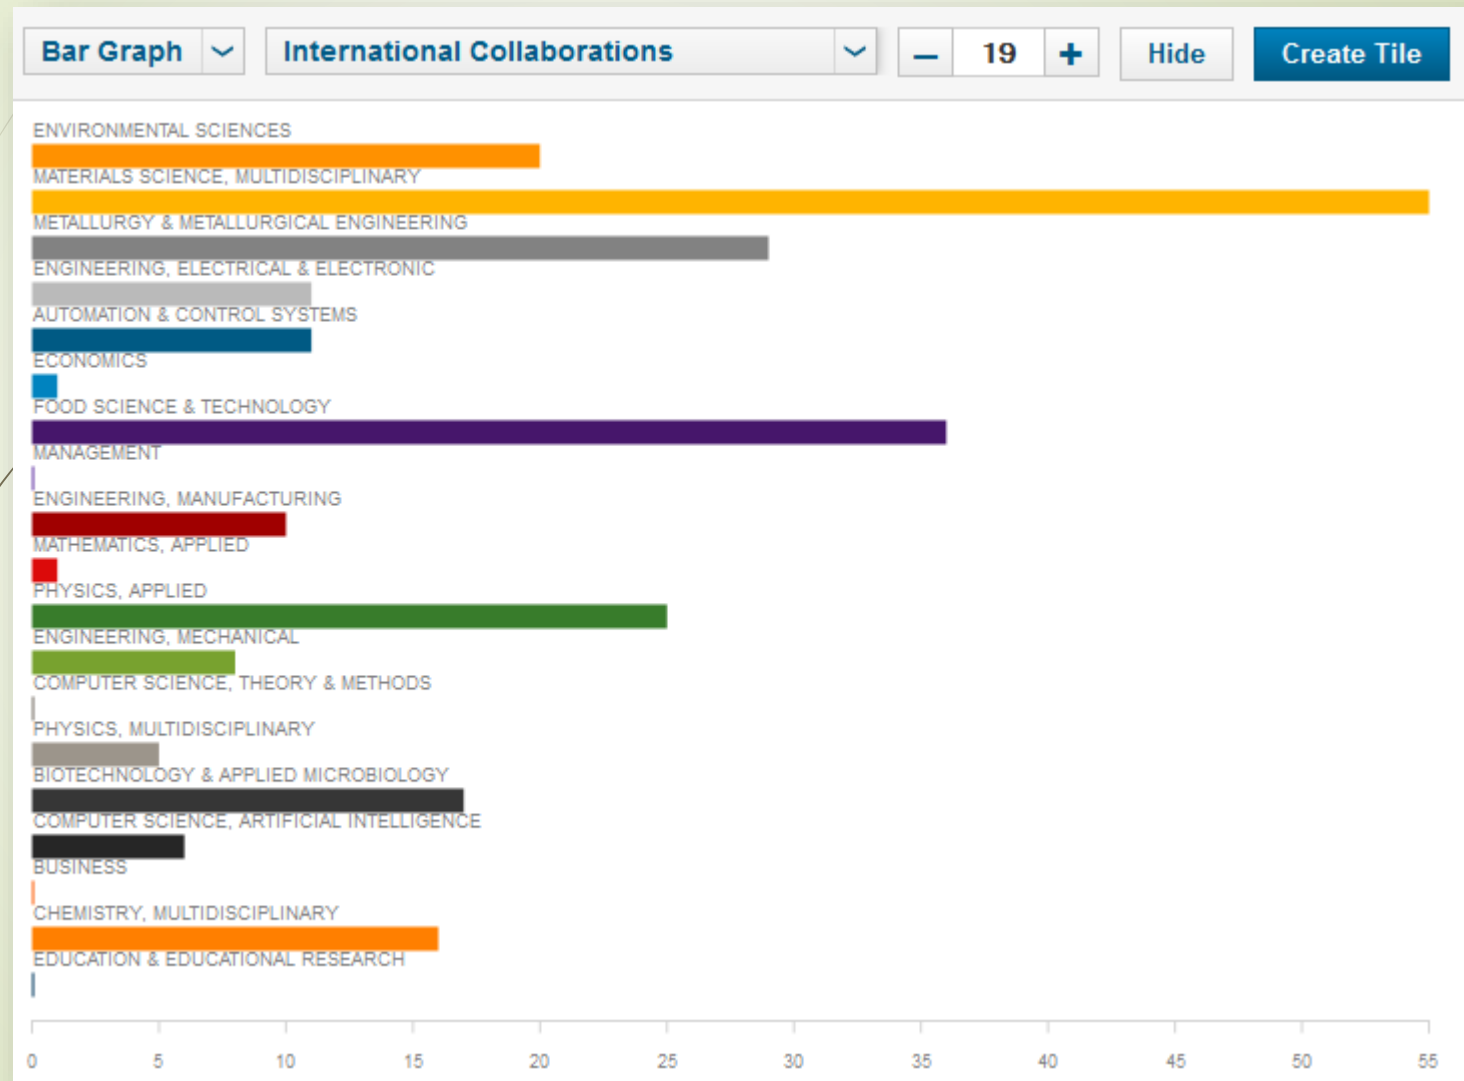 Bar Graph International Collaborations 19 Hide Create Tile
ENVIRONMENTAL SCIENCES
MATERIALS SCIENCE, MULTIDISCIPLINARY
METALLURGY & METALLURGICAL ENGINEERING
ENGINEERING, ELECTRICAL & ELECTRONIC
AUTOMATION & CONTROL SYSTEMS
ECONOMICS
FOOD SCIENCE & TECHNOLOGY
MANAGEMENT
ENGINEERING, MANUFACTURING
MATHEMATICS, APPLIED
PHYSICS, APPLIED
ENGINEERING, MECHANICAL
COMPUTER SCIENCE, THEORY & METHODS
PHYSICS, MULTIDISCIPLINARY
BIOTECHNOLOGY & APPLIED MICROBIOLOGY
COMPUTER SCIENCE, ARTIFICIAL INTELLIGENCE
BUSINESS
CHEMISTRY, MULTIDISCIPLINARY
EDUCATION & EDUCATIONAL RESEARCH
0 5 10 15 20 25 30 35 40 45 50 55